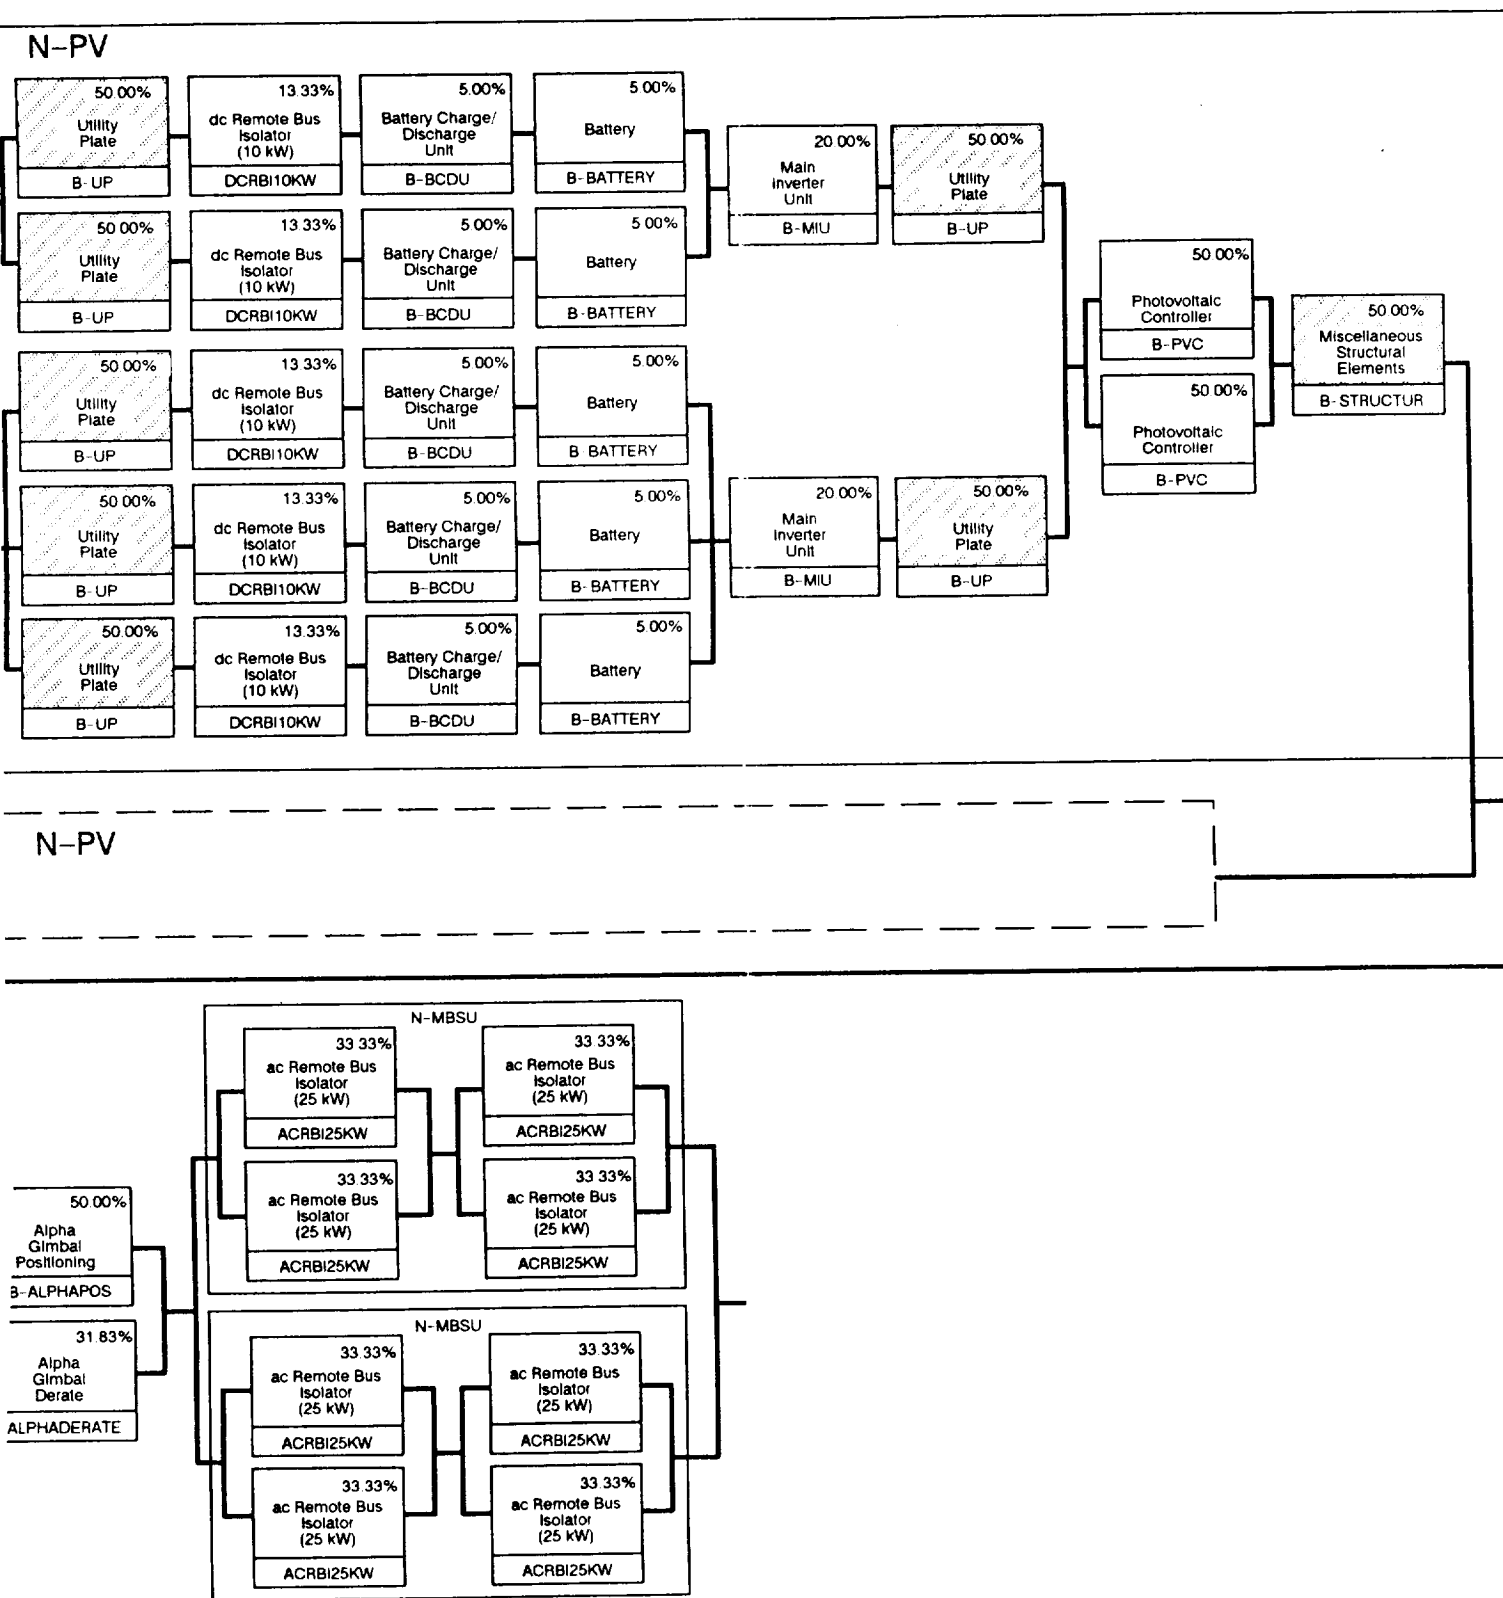 N-PV
50.00%
Utility
Plate
B-UP
13.33%
dc Remote Bus
Isolator
(10 kW)
DCRBI10KW
5.00%
Battery Charge/
Discharge
Unit
B-BCDU
5.00%
Battery
B-BATTERY
50.00%
Utility
Plate
B-UP
13.33%
dc Remote Bus
Isolator
(10 kW)
DCRBI10KW
5.00%
Battery Charge/
Discharge
Unit
B-BCDU
5.00%
Battery
B-BATTERY
20.00%
Main
Inverter
Unit
B-MIU
50.00%
Utility
Plate
B-UP
50.00%
Utility
Plate
B-UP
13.33%
dc Remote Bus
Isolator
(10 kW)
DCRBI10KW
5.00%
Battery Charge/
Discharge
Unit
B-BCDU
5.00%
Battery
B-BATTERY
50.00%
Utility
Plate
B-UP
13.33%
dc Remote Bus
Isolator
(10 kW)
DCRBI10KW
5.00%
Battery Charge/
Discharge
Unit
B-BCDU
5.00%
Battery
B-BATTERY
50.00%
Utility
Plate
B-UP
13.33%
dc Remote Bus
Isolator
(10 kW)
DCRBI10KW
5.00%
Battery Charge/
Discharge
Unit
B-BCDU
5.00%
Battery
B-BATTERY
20.00%
Main
Inverter
Unit
B-MIU
50.00%
Utility
Plate
B-UP
50.00%
Photovoltaic
Controller
B-PVC
50.00%
Photovoltaic
Controller
B-PVC
50.00%
Miscellaneous
Structural
Elements
B-STRUCTUR
N-PV
50.00%
Alpha
Gimbal
Positioning
B-ALPHAPOS
31.83%
Alpha
Gimbal
Derate
ALPHADERATE
N-MBSU
33.33%
ac Remote Bus
Isolator
(25 kW)
ACRBI25KW
33.33%
ac Remote Bus
Isolator
(25 kW)
ACRBI25KW
33.33%
ac Remote Bus
Isolator
(25 kW)
ACRBI25KW
33.33%
ac Remote Bus
Isolator
(25 kW)
ACRBI25KW
N-MBSU
33.33%
ac Remote Bus
Isolator
(25 kW)
ACRBI25KW
33.33%
ac Remote Bus
Isolator
(25 kW)
ACRBI25KW
33.33%
ac Remote Bus
Isolator
(25 kW)
ACRBI25KW
33.33%
ac Remote Bus
Isolator
(25 kW)
ACRBI25KW